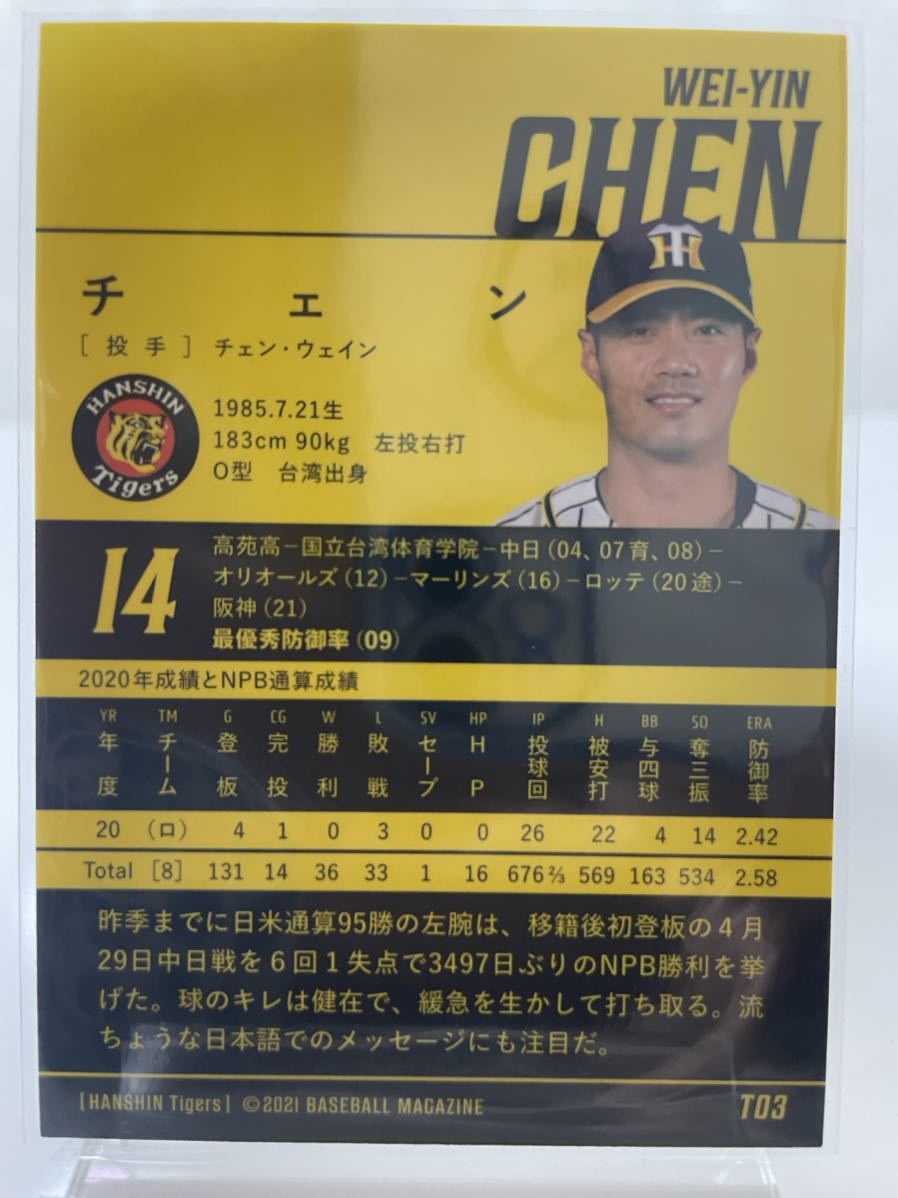 WEI-YIN
CHEN
チェン
[投手] チェン・ウェイン
HANSHIN
Tigers
1985.7.21生
183cm 90kg 左投右打
O型 台湾出身
14
高苑高−国立台湾体育学院−中日(04、07育、08)−
オリオールズ(12)−マーリンズ(16)−ロッテ(20途)−
阪神(21)
最優秀防御率(09)
2020年成績とNPB通算成績
YR TM G CG W L SV HP IP H BB SO ERA
年度 チーム 登板 完投 勝利 敗戦 セーブ HP 投球回 被安打 与四球 奪三振 防御率
20 (ロ) 4 1 0 3 0 0 26 22 4 14 2.42
Total [8] 131 14 36 33 1 16 676⅔ 569 163 534 2.58
昨季までに日米通算95勝の左腕は、移籍後初登板の4月
29日中日戦を6回1失点で3497日ぶりのNPB勝利を挙
げた。球のキレは健在で、緩急を生かして打ち取る。流
ちょうな日本語でのメッセージにも注目だ。
[HANSHIN Tigers] ©2021 BASEBALL MAGAZINE T03